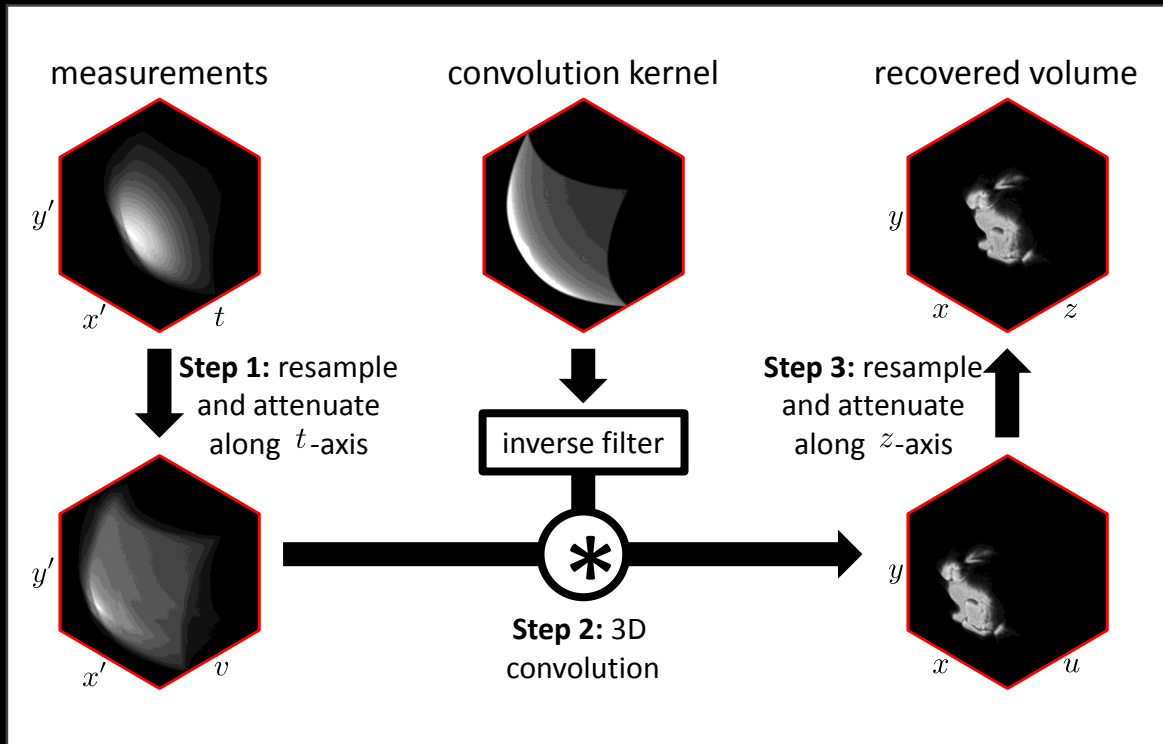 measurements
convolution kernel
recovered volume
y′
x′
t
y
x
z
Step 1: resample
and attenuate
along t-axis
inverse filter
Step 3: resample
and attenuate
along z-axis
y′
x′
v
*
Step 2: 3D
convolution
y
x
u